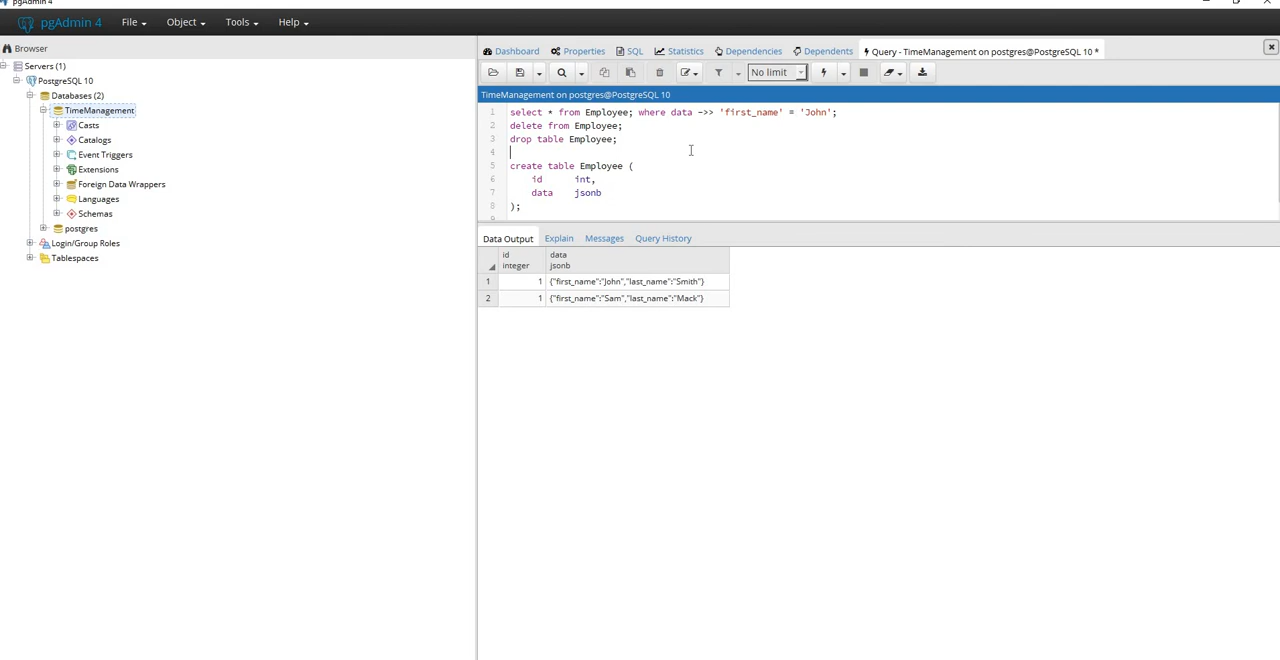 pgAdmin 4
pgAdmin 4 File Object Tools Help
Browser
Servers (1)
PostgreSQL 10
Databases (2)
TimeManagement
Casts
Catalogs
Event Triggers
Extensions
Foreign Data Wrappers
Languages
Schemas
postgres
Login/Group Roles
Tablespaces
Dashboard Properties SQL Statistics Dependencies Dependents Query - TimeManagement on postgres@PostgreSQL 10 *
No limit
TimeManagement on postgres@PostgreSQL 10
1 select * from Employee; where data ->> 'first_name' = 'John';
2 delete from Employee;
3 drop table Employee;
4
5 create table Employee (
6 id int,
7 data jsonb
8 );
9
Data Output Explain Messages Query History
id data
integer jsonb
1 1 {"first_name":"John","last_name":"Smith"}
2 1 {"first_name":"Sam","last_name":"Mack"}